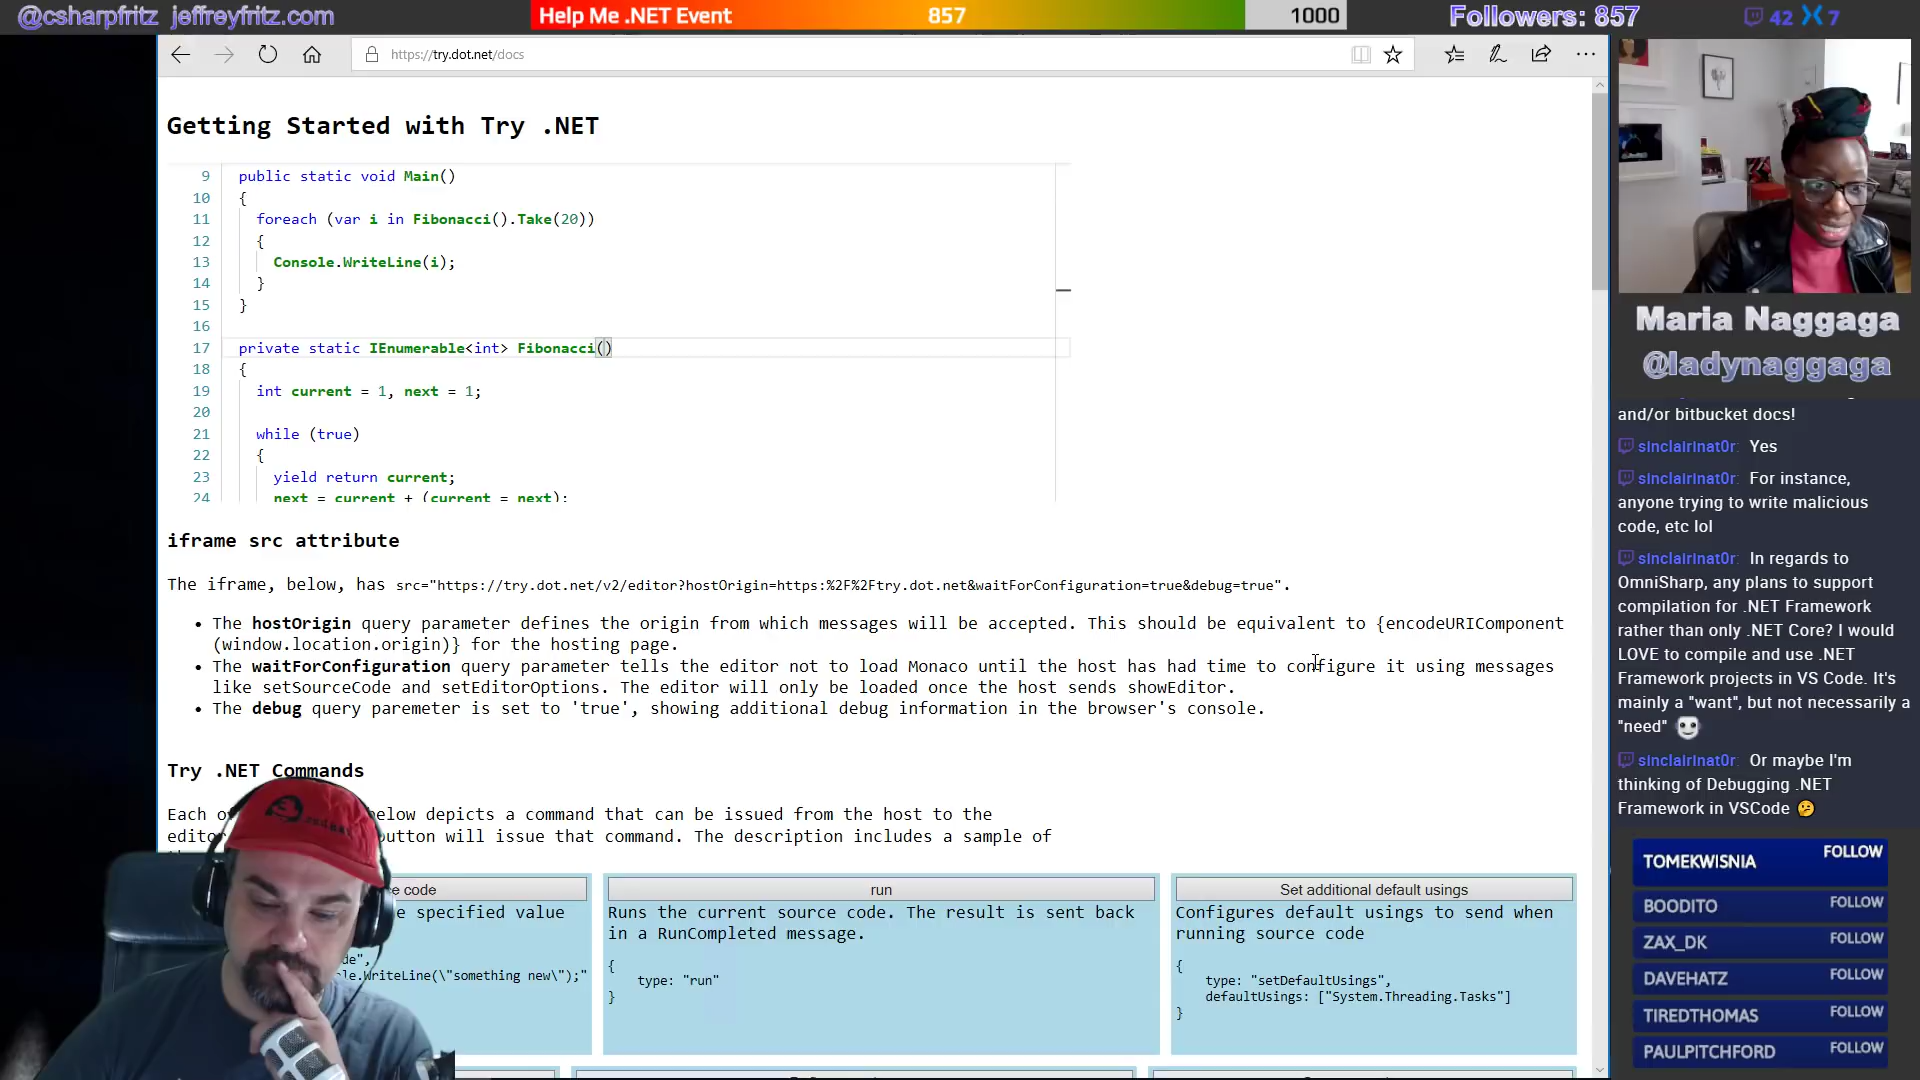 @csharpfritz jeffreyfritz.com
Help Me .NET Event 857 1000
Followers: 857
42 7
https://try.dot.net/docs
Getting Started with Try .NET
9 public static void Main()
10 {
11 foreach (var i in Fibonacci().Take(20))
12 {
13 Console.WriteLine(i);
14 }
15 }
16
17 private static IEnumerable<int> Fibonacci()
18 {
19 int current = 1, next = 1;
20
21 while (true)
22 {
23 yield return current;
24 next = current + (current = next);
iframe src attribute
The iframe, below, has src="https://try.dot.net/v2/editor?hostOrigin=https:%2F%2Ftry.dot.net&waitForConfiguration=true&debug=true".
• The hostOrigin query parameter defines the origin from which messages will be accepted. This should be equivalent to {encodeURIComponent
(window.location.origin)} for the hosting page.
• The waitForConfiguration query parameter tells the editor not to load Monaco until the host has had time to configure it using messages
like setSourceCode and setEditorOptions. The editor will only be loaded once the host sends showEditor.
• The debug query paremeter is set to 'true', showing additional debug information in the browser's console.
Try .NET Commands
Each of below depicts a command that can be issued from the host to the
editor button will issue that command. The description includes a sample of
e code
e specified value
de",
le.WriteLine(\"something new\");"
run
Runs the current source code. The result is sent back
in a RunCompleted message.
{
type: "run"
}
Set additional default usings
Configures default usings to send when
running source code
{
type: "setDefaultUsings",
defaultUsings: ["System.Threading.Tasks"]
}
Maria Naggaga
@ladynaggaga
and/or bitbucket docs!
sinclairinat0r: Yes
sinclairinat0r: For instance,
anyone trying to write malicious
code, etc lol
sinclairinat0r: In regards to
OmniSharp, any plans to support
compilation for .NET Framework
rather than only .NET Core? I would
LOVE to compile and use .NET
Framework projects in VS Code. It's
mainly a "want", but not necessarily a
"need"
sinclairinat0r: Or maybe I'm
thinking of Debugging .NET
Framework in VSCode
TOMEKWISNIA FOLLOW
BOODITO FOLLOW
ZAX_DK FOLLOW
DAVEHATZ FOLLOW
TIREDTHOMAS FOLLOW
PAULPITCHFORD FOLLOW